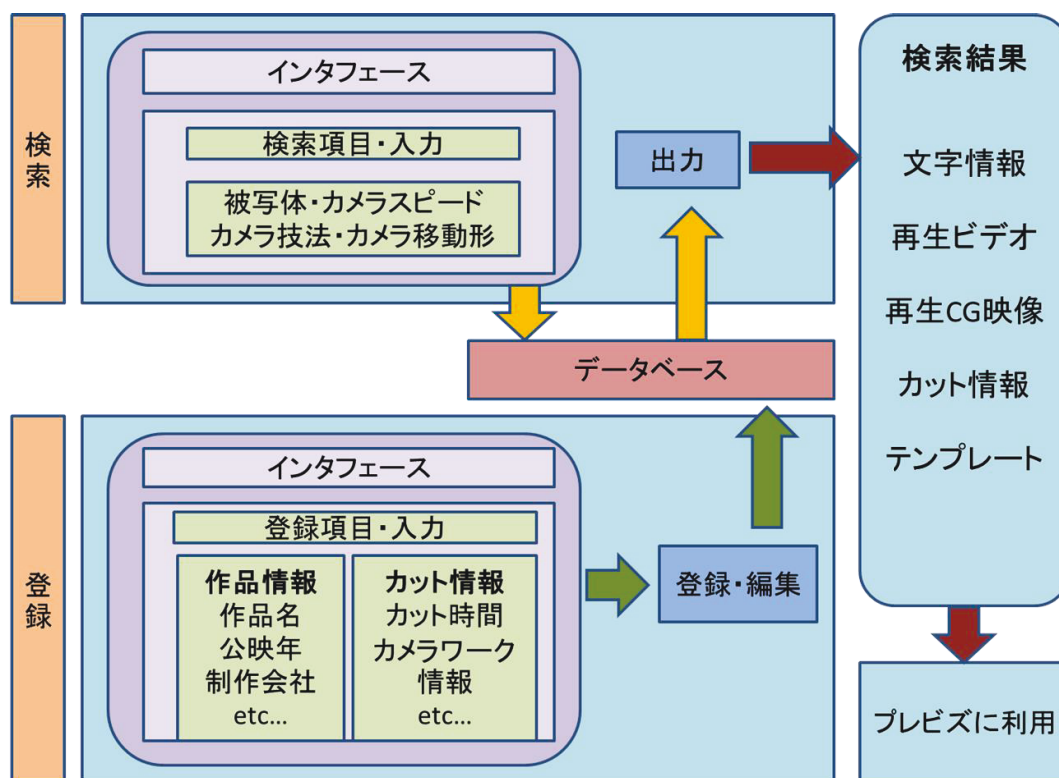 検索
インタフェース
検索項目・入力
被写体・カメラスピード
カメラ技法・カメラ移動形
出力
データベース
登録
インタフェース
登録項目・入力
作品情報
作品名
公映年
制作会社
etc...
カット情報
カット時間
カメラワーク
情報
etc...
登録・編集
検索結果
文字情報
再生ビデオ
再生CG映像
カット情報
テンプレート
プレビズに利用